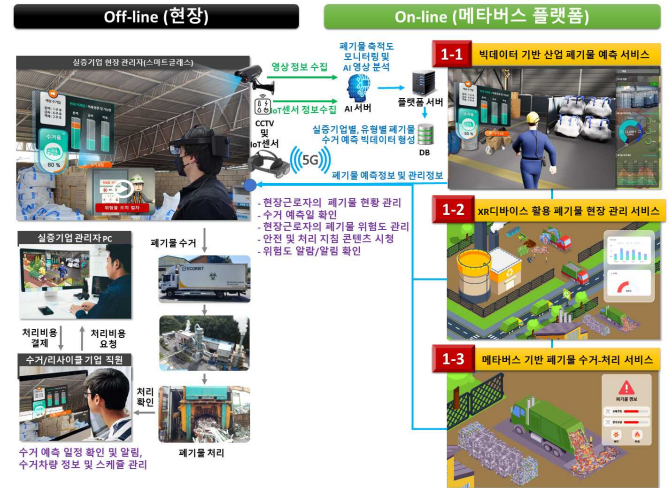 Off-line (현장)
On-line (메타버스 플랫폼)
실증기업 현장 관리자(스마트글래스)
수거율
80 %
영상 정보 수집
IoT센서 정보수집
CCTV
및
IoT센서
폐기물 축적도
모니터링 및
AI 영상 분석
AI 서버
플랫폼 서버
실증기업별, 유형별 폐기물
수거 예측 빅데이터 형성
DB
5G
폐기물 예측정보 및 관리정보
- 현장근로자의 폐기물 현황 관리
- 수거 예측일 확인
- 현장근로자의 폐기물 위험도 관리
- 안전 및 처리 지침 콘텐츠 시청
- 위험도 알람/알림 확인
1-1
빅데이터 기반 산업 폐기물 예측 서비스
1-2
XR디바이스 활용 폐기물 현장 관리 서비스
1-3
메타버스 기반 폐기물 수거-처리 서비스
폐기물 정보
실증기업 관리자 PC
처리비용
결제
처리비용
요청
수거/리사이클 기업 직원
처리
확인
수거 예측 일정 확인 및 알림,
수거차량 정보 및 스케쥴 관리
폐기물 수거
ECORBIT
폐기물 처리